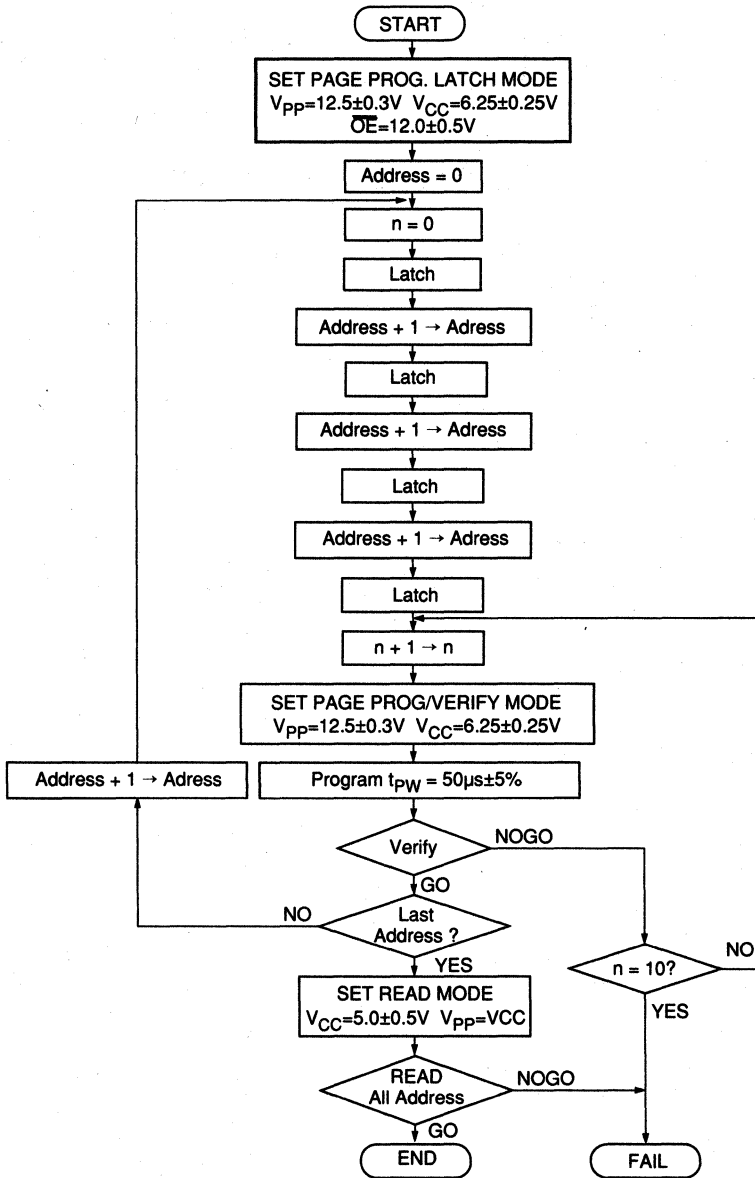 START
SET PAGE PROG. LATCH MODE
VPP=12.5±0.3V VCC=6.25±0.25V
O̅E̅=12.0±0.5V
Address = 0
n = 0
Latch
Address + 1 → Adress
Latch
Address + 1 → Adress
Latch
Address + 1 → Adress
Latch
n + 1 → n
SET PAGE PROG/VERIFY MODE
VPP=12.5±0.3V VCC=6.25±0.25V
Address + 1 → Adress
Program tPW = 50µs±5%
Verify
NOGO
GO
NO
Last
Address ?
YES
n = 10?
NO
YES
SET READ MODE
VCC=5.0±0.5V VPP=VCC
READ
All Address
NOGO
GO
END
FAIL